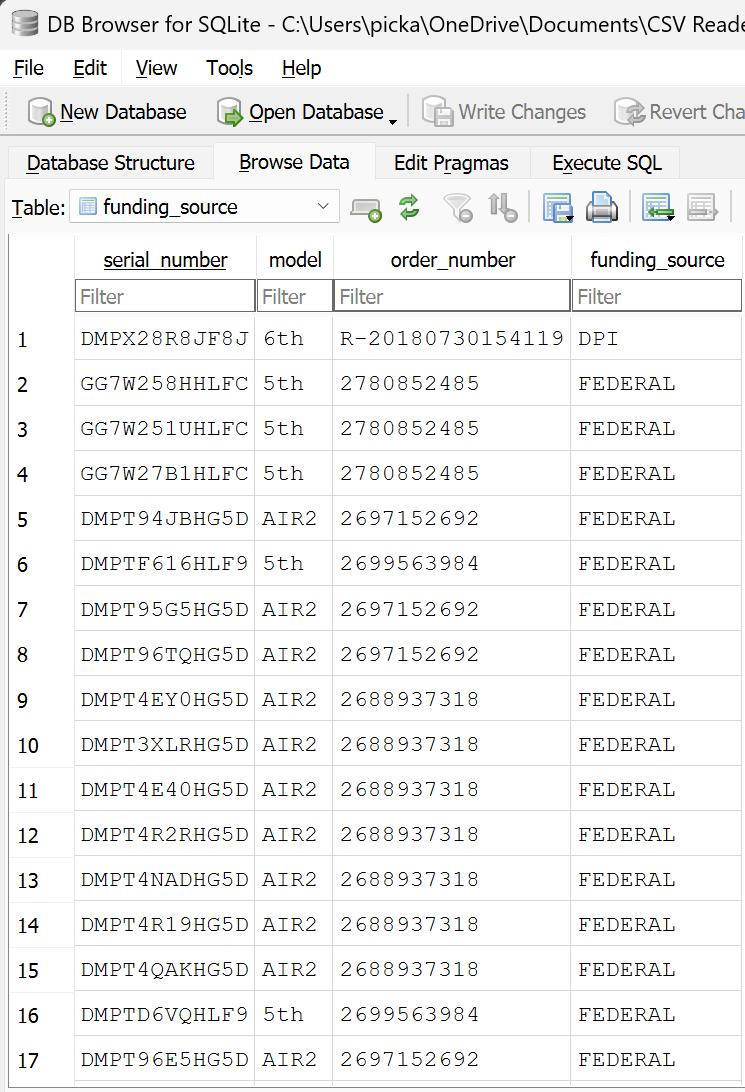 DB Browser for SQLite - C:\Users\picka\OneDrive\Documents\CSV Reade
File Edit View Tools Help
New Database Open Database Write Changes Revert Cha
Database Structure Browse Data Edit Pragmas Execute SQL
Table: funding_source
serial_number model order_number funding_source
Filter Filter Filter Filter
1 DMPX28R8JF8J 6th R-20180730154119 DPI
2 GG7W258HHLFC 5th 2780852485 FEDERAL
3 GG7W251UHLFC 5th 2780852485 FEDERAL
4 GG7W27B1HLFC 5th 2780852485 FEDERAL
5 DMPT94JBHG5D AIR2 2697152692 FEDERAL
6 DMPTF616HLF9 5th 2699563984 FEDERAL
7 DMPT95G5HG5D AIR2 2697152692 FEDERAL
8 DMPT96TQHG5D AIR2 2697152692 FEDERAL
9 DMPT4EY0HG5D AIR2 2688937318 FEDERAL
10 DMPT3XLRHG5D AIR2 2688937318 FEDERAL
11 DMPT4E40HG5D AIR2 2688937318 FEDERAL
12 DMPT4R2RHG5D AIR2 2688937318 FEDERAL
13 DMPT4NADHG5D AIR2 2688937318 FEDERAL
14 DMPT4R19HG5D AIR2 2688937318 FEDERAL
15 DMPT4QAKHG5D AIR2 2688937318 FEDERAL
16 DMPTD6VQHLF9 5th 2699563984 FEDERAL
17 DMPT96E5HG5D AIR2 2697152692 FEDERAL